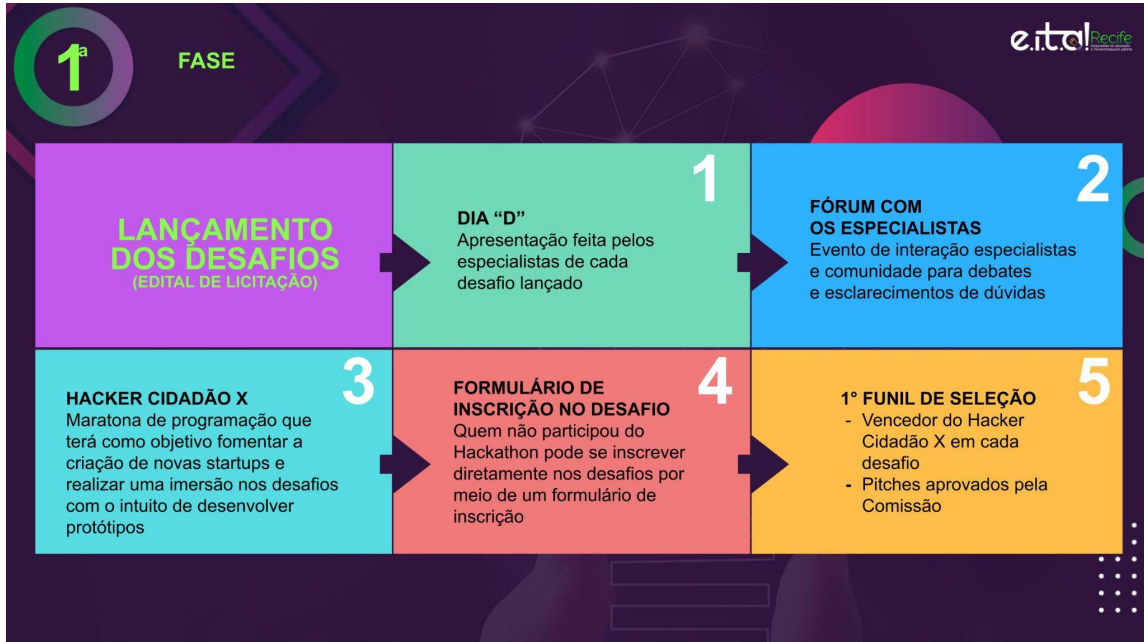 1ª
FASE
e.i.t.a! Recife
LANÇAMENTO
DOS DESAFIOS
(EDITAL DE LICITAÇÃO)
1
DIA “D”
Apresentação feita pelos
especialistas de cada
desafio lançado
2
FÓRUM COM
OS ESPECIALISTAS
Evento de interação especialistas
e comunidade para debates
e esclarecimentos de dúvidas
3
HACKER CIDADÃO X
Maratona de programação que
terá como objetivo fomentar a
criação de novas startups e
realizar uma imersão nos desafios
com o intuito de desenvolver
protótipos
4
FORMULÁRIO DE
INSCRIÇÃO NO DESAFIO
Quem não participou do
Hackathon pode se inscrever
diretamente nos desafios por
meio de um formulário de
inscrição
5
1° FUNIL DE SELEÇÃO
- Vencedor do Hacker
Cidadão X em cada
desafio
- Pitches aprovados pela
Comissão